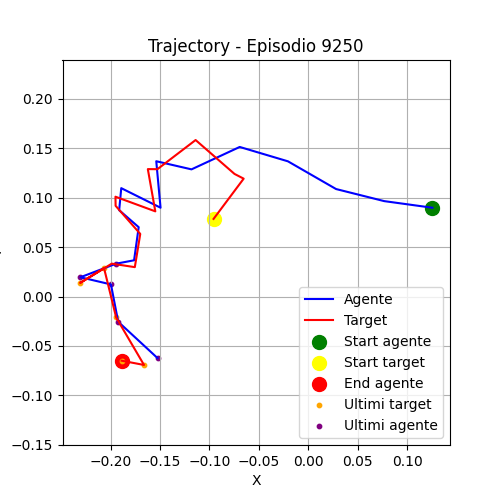 Trajectory - Episodio 9250
0.20
0.15
0.10
0.05
0.00
−0.05
−0.10
−0.15
−0.20
−0.15
−0.10
−0.05
0.00
0.05
0.10
X
Agente
Target
Start agente
Start target
End agente
Ultimi target
Ultimi agente